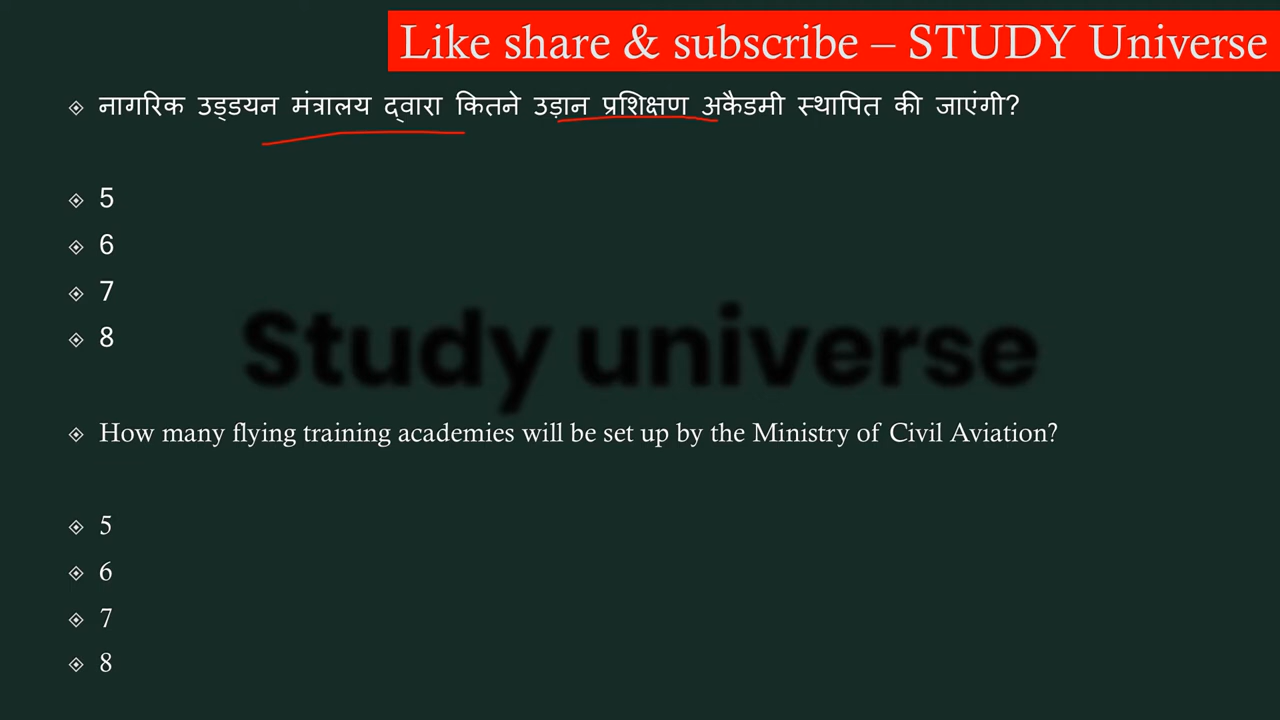 Like share & subscribe – STUDY Universe
नागरिक उड्डयन मंत्रालय द्वारा कितने उड़ान प्रशिक्षण अकैडमी स्थापित की जाएंगी?
5
6
7
8
Study universe
How many flying training academies will be set up by the Ministry of Civil Aviation?
5
6
7
8